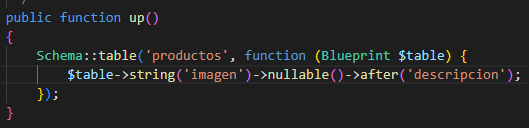 public function up()
{
    Schema::table('productos', function (Blueprint $table) {
        $table->string('imagen')->nullable()->after('descripcion');
    });
}